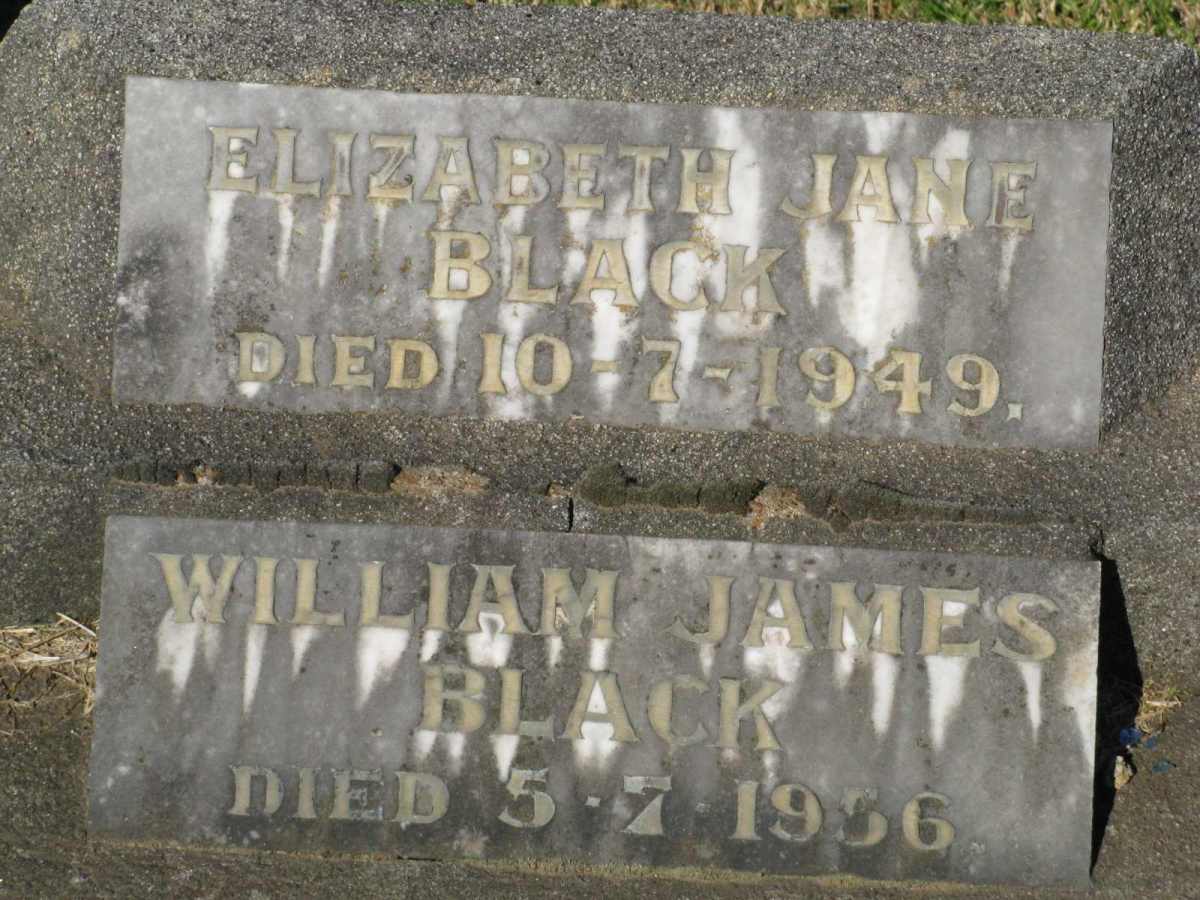 ELIZABETH JANE
BLACK
DIED 10-7-1949.
WILLIAM JAMES
BLACK
DIED 5·7 1956